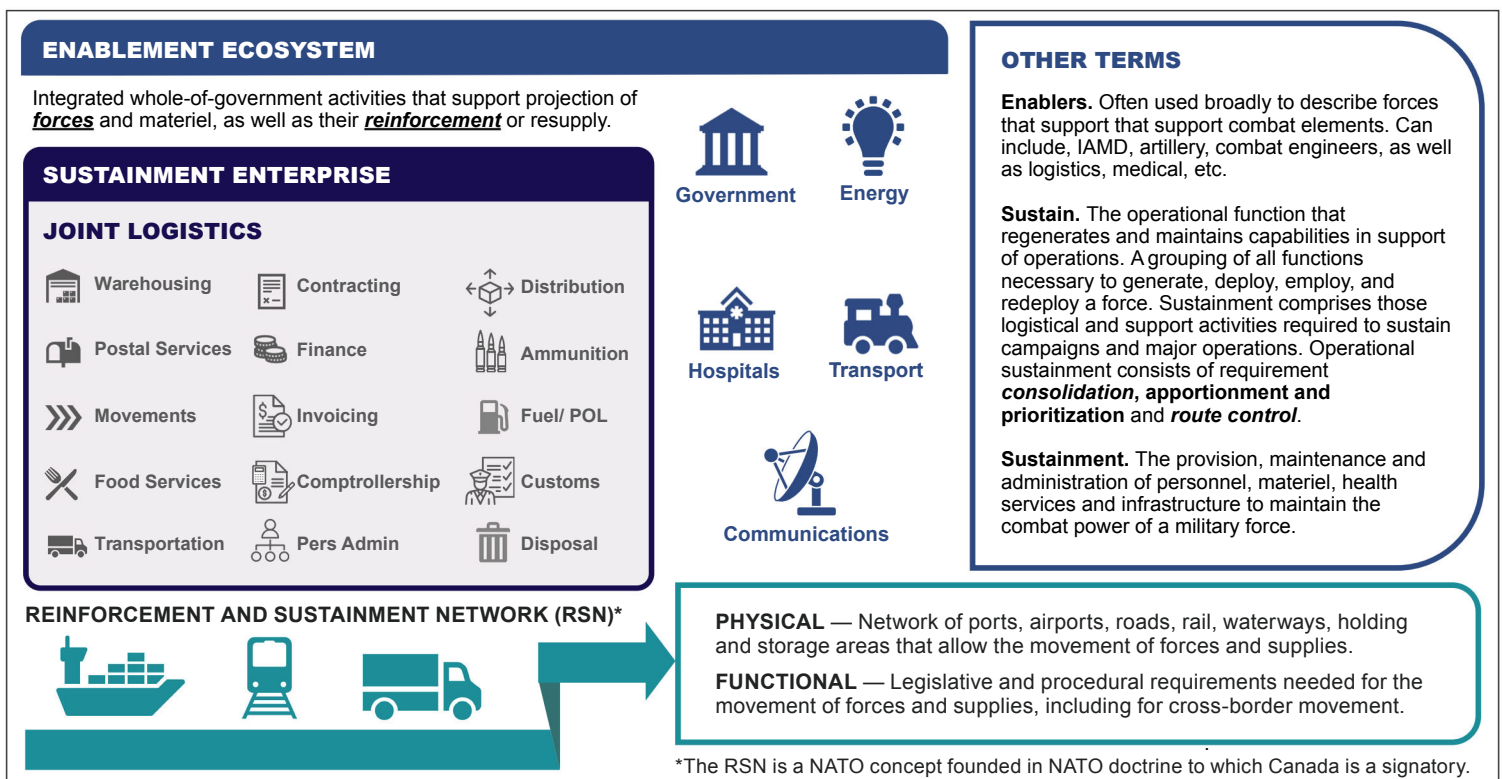 ENABLEMENT ECOSYSTEM
Integrated whole-of-government activities that support projection of
forces and materiel, as well as their reinforcement or resupply.
SUSTAINMENT ENTERPRISE
JOINT LOGISTICS
Warehousing
Contracting
Distribution
Postal Services
Finance
Ammunition
Movements
Invoicing
Fuel/ POL
Food Services
Comptrollership
Customs
Transportation
Pers Admin
Disposal
Government
Energy
Hospitals
Transport
Communications
OTHER TERMS
Enablers. Often used broadly to describe forces
that support that support combat elements. Can
include, IAMD, artillery, combat engineers, as well
as logistics, medical, etc.
Sustain. The operational function that
regenerates and maintains capabilities in support
of operations. A grouping of all functions
necessary to generate, deploy, employ, and
redeploy a force. Sustainment comprises those
logistical and support activities required to sustain
campaigns and major operations. Operational
sustainment consists of requirement
consolidation, apportionment and
prioritization and route control.
Sustainment. The provision, maintenance and
administration of personnel, materiel, health
services and infrastructure to maintain the
combat power of a military force.
REINFORCEMENT AND SUSTAINMENT NETWORK (RSN)*
PHYSICAL — Network of ports, airports, roads, rail, waterways, holding
and storage areas that allow the movement of forces and supplies.
FUNCTIONAL — Legislative and procedural requirements needed for the
movement of forces and supplies, including for cross-border movement.
*The RSN is a NATO concept founded in NATO doctrine to which Canada is a signatory.